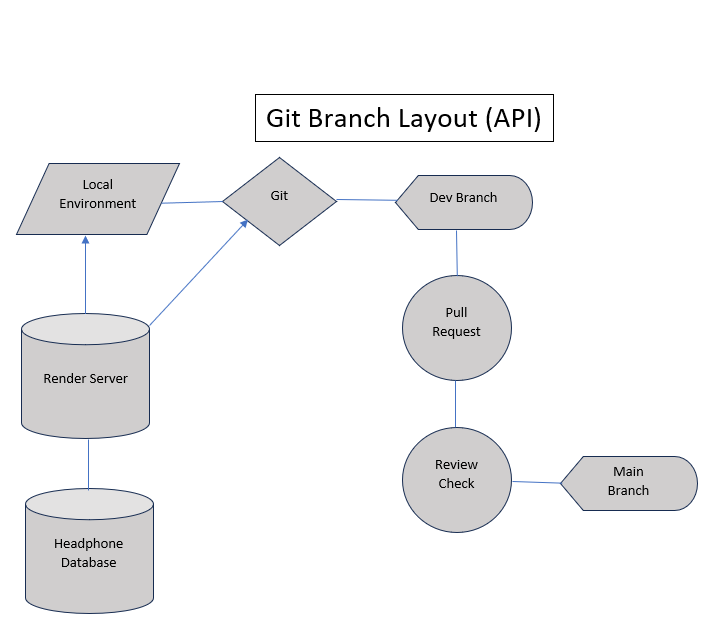 Git Branch Layout (API)
Local
Environment
Git
Dev Branch
Pull
Request
Render Server
Review
Check
Main
Branch
Headphone
Database